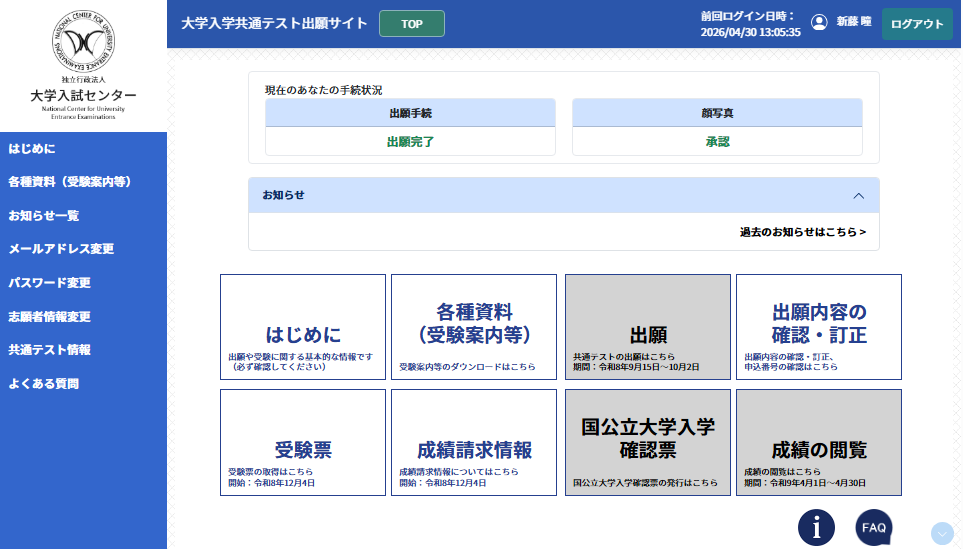 NATIONAL CENTER FOR UNIVERSITY ENTRANCE EXAMINATIONS
独立行政法人
大学入試センター
National Center for University
Entrance Examinations
大学入学共通テスト出願サイト
TOP
前回ログイン日時：
2026/04/30 13:05:35
新藤 瞳
ログアウト
はじめに
各種資料（受験案内等）
お知らせ一覧
メールアドレス変更
パスワード変更
志願者情報変更
共通テスト情報
よくある質問
現在のあなたの手続状況
出願手続
出願完了
顔写真
承認
お知らせ
過去のお知らせはこちら >
はじめに
出願や受験に関する基本的な情報です
（必ず確認してください）
各種資料
（受験案内等）
受験案内等のダウンロードはこちら
出願
共通テストの出願はこちら
期間：令和8年9月15日～10月2日
出願内容の
確認・訂正
出願内容の確認・訂正、
申込番号の確認はこちら
受験票
受験票の取得はこちら
開始：令和8年12月4日
成績請求情報
成績請求情報についてはこちら
開始：令和8年12月4日
国公立大学入学
確認票
国公立大学入学確認票の発行はこちら
成績の閲覧
成績の閲覧はこちら
期間：令和9年4月1日～4月30日
i
FAQ